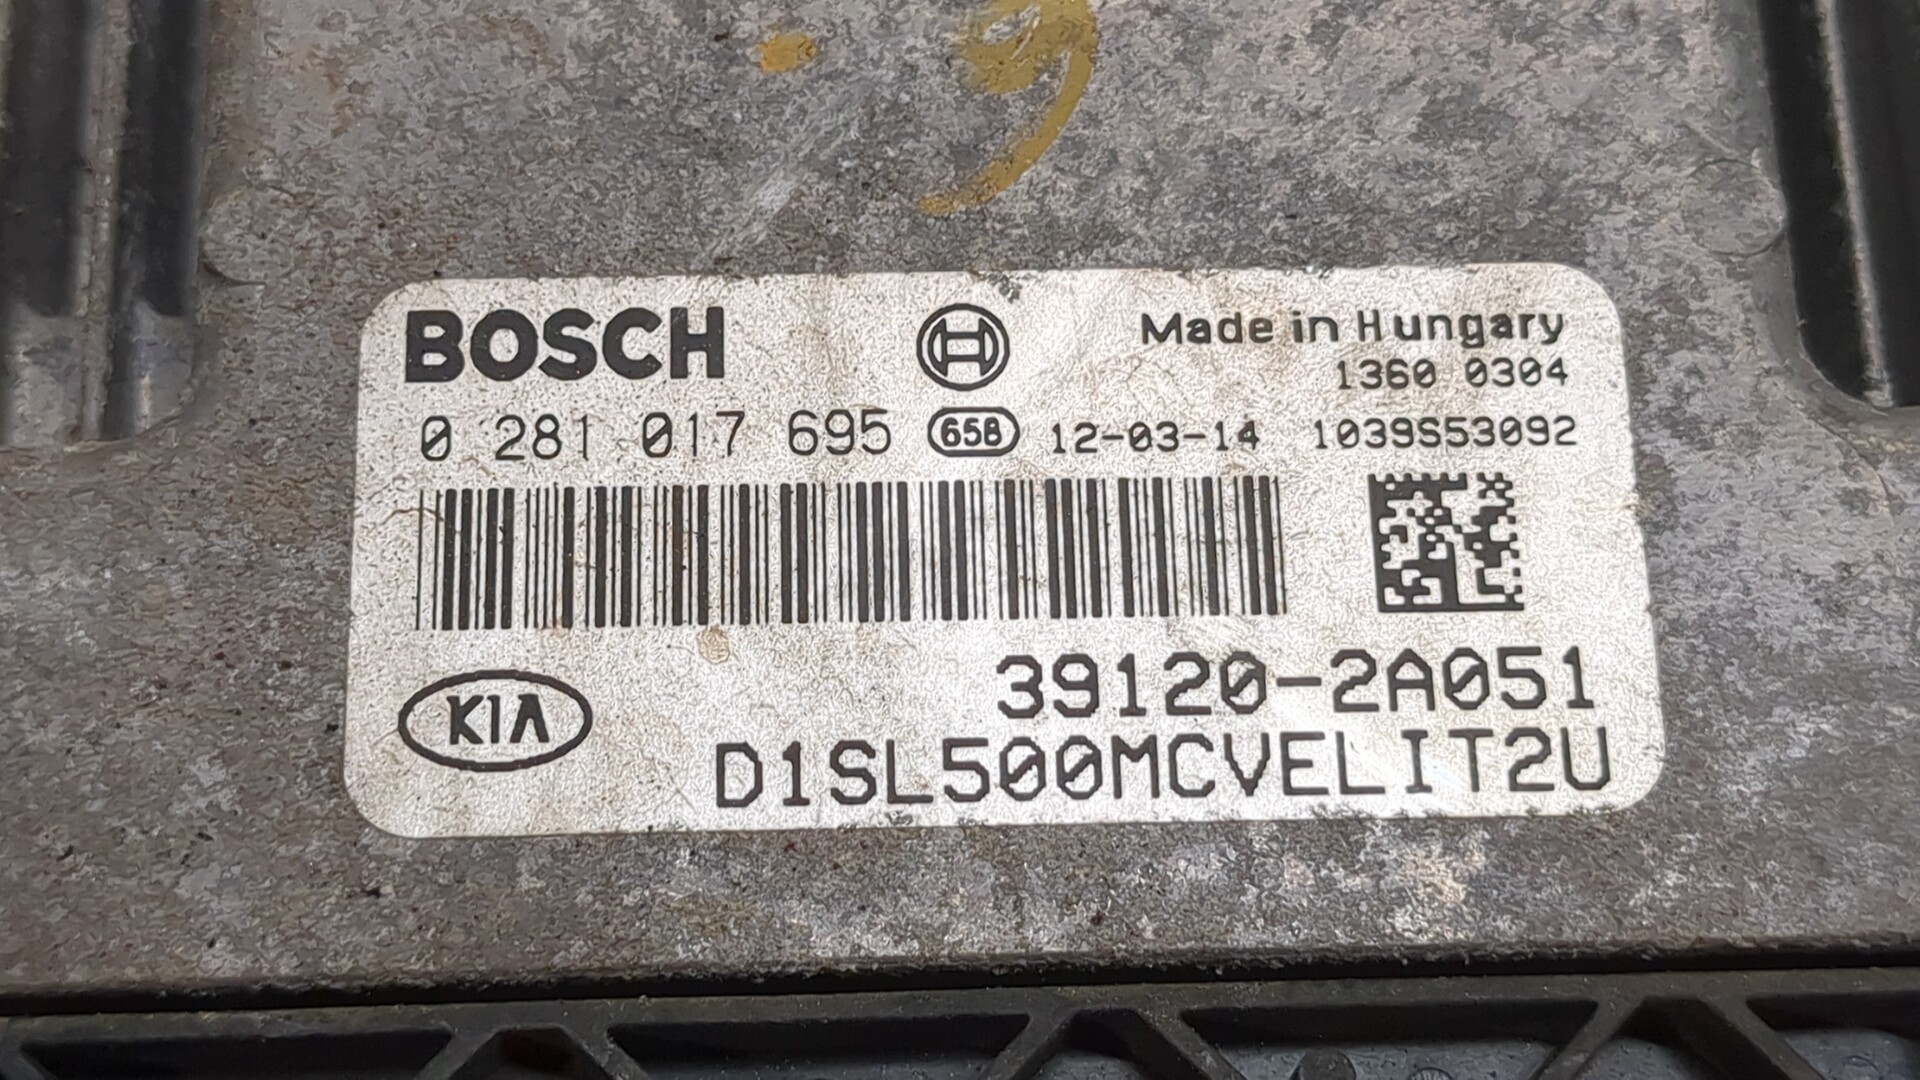 BOSCH
Made in Hungary
1360 0304
0 281 017 695 658 12-03-14 1039S53092
KIA
39120-2A051
D1SL500MCVELIT2U